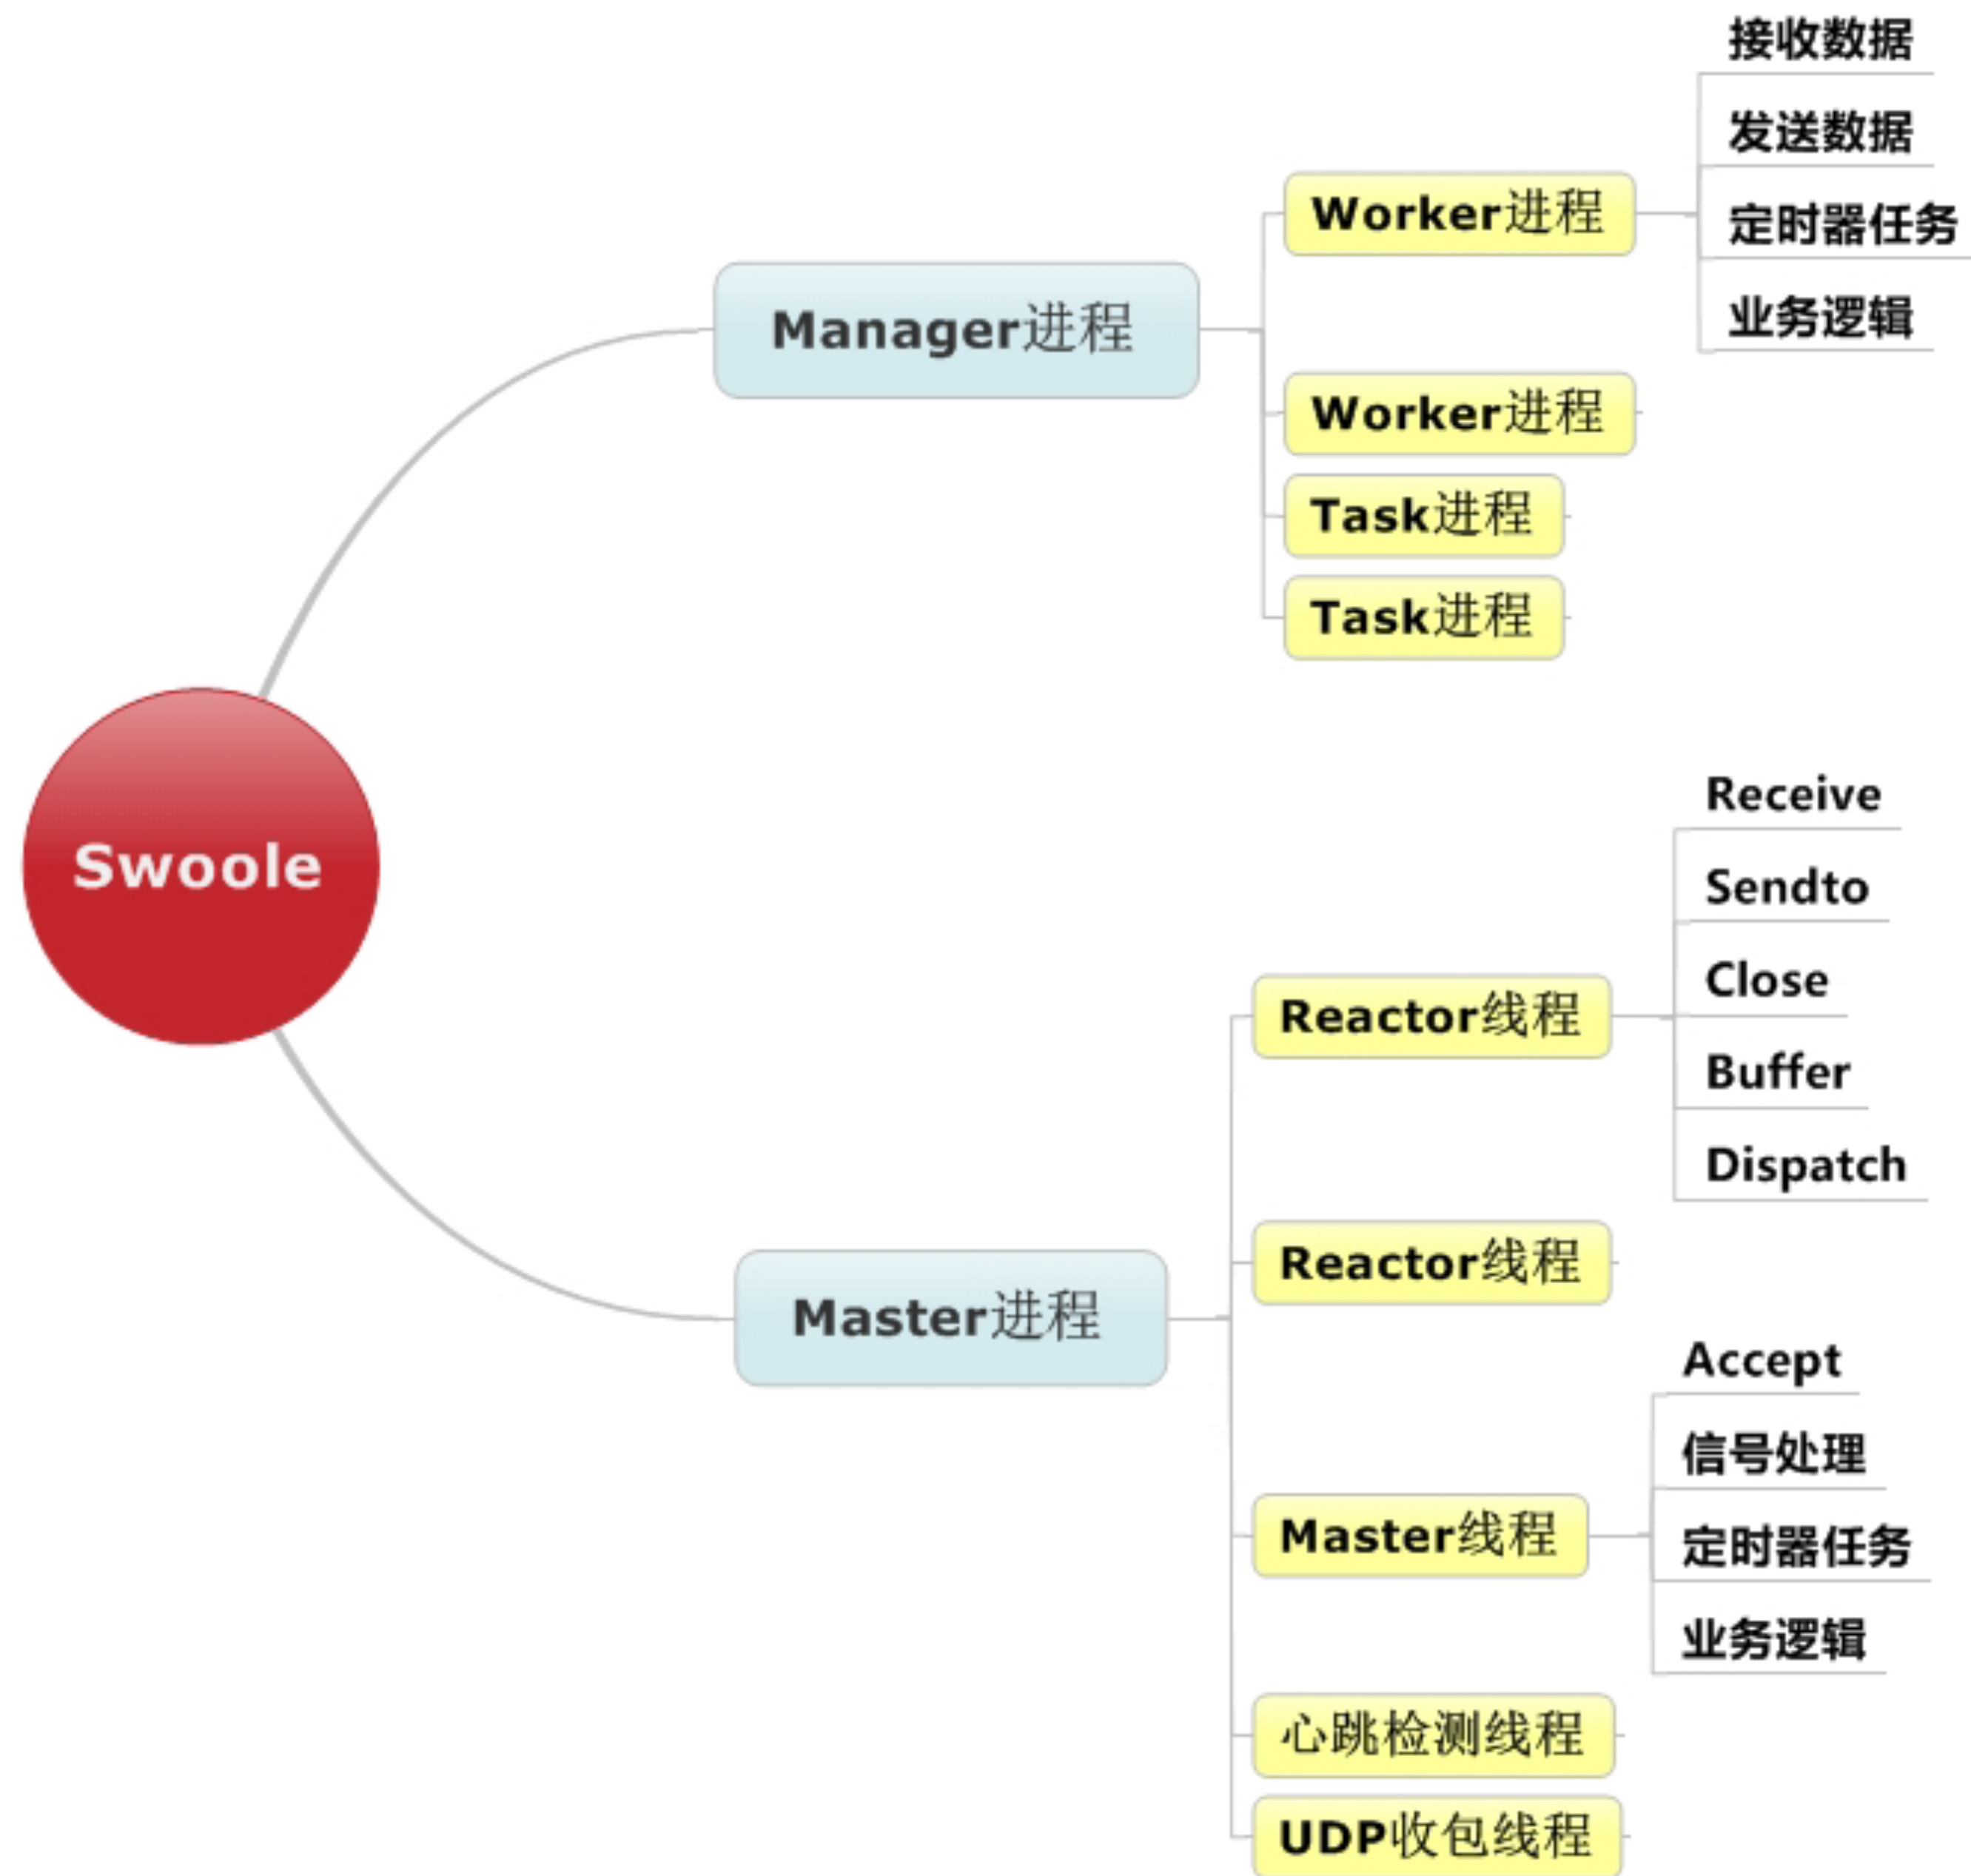 Swoole
Manager进程
Worker进程
接收数据
发送数据
定时器任务
业务逻辑
Worker进程
Task进程
Task进程
Master进程
Reactor线程
Receive
Sendto
Close
Buffer
Dispatch
Reactor线程
Master线程
Accept
信号处理
定时器任务
业务逻辑
心跳检测线程
UDP收包线程